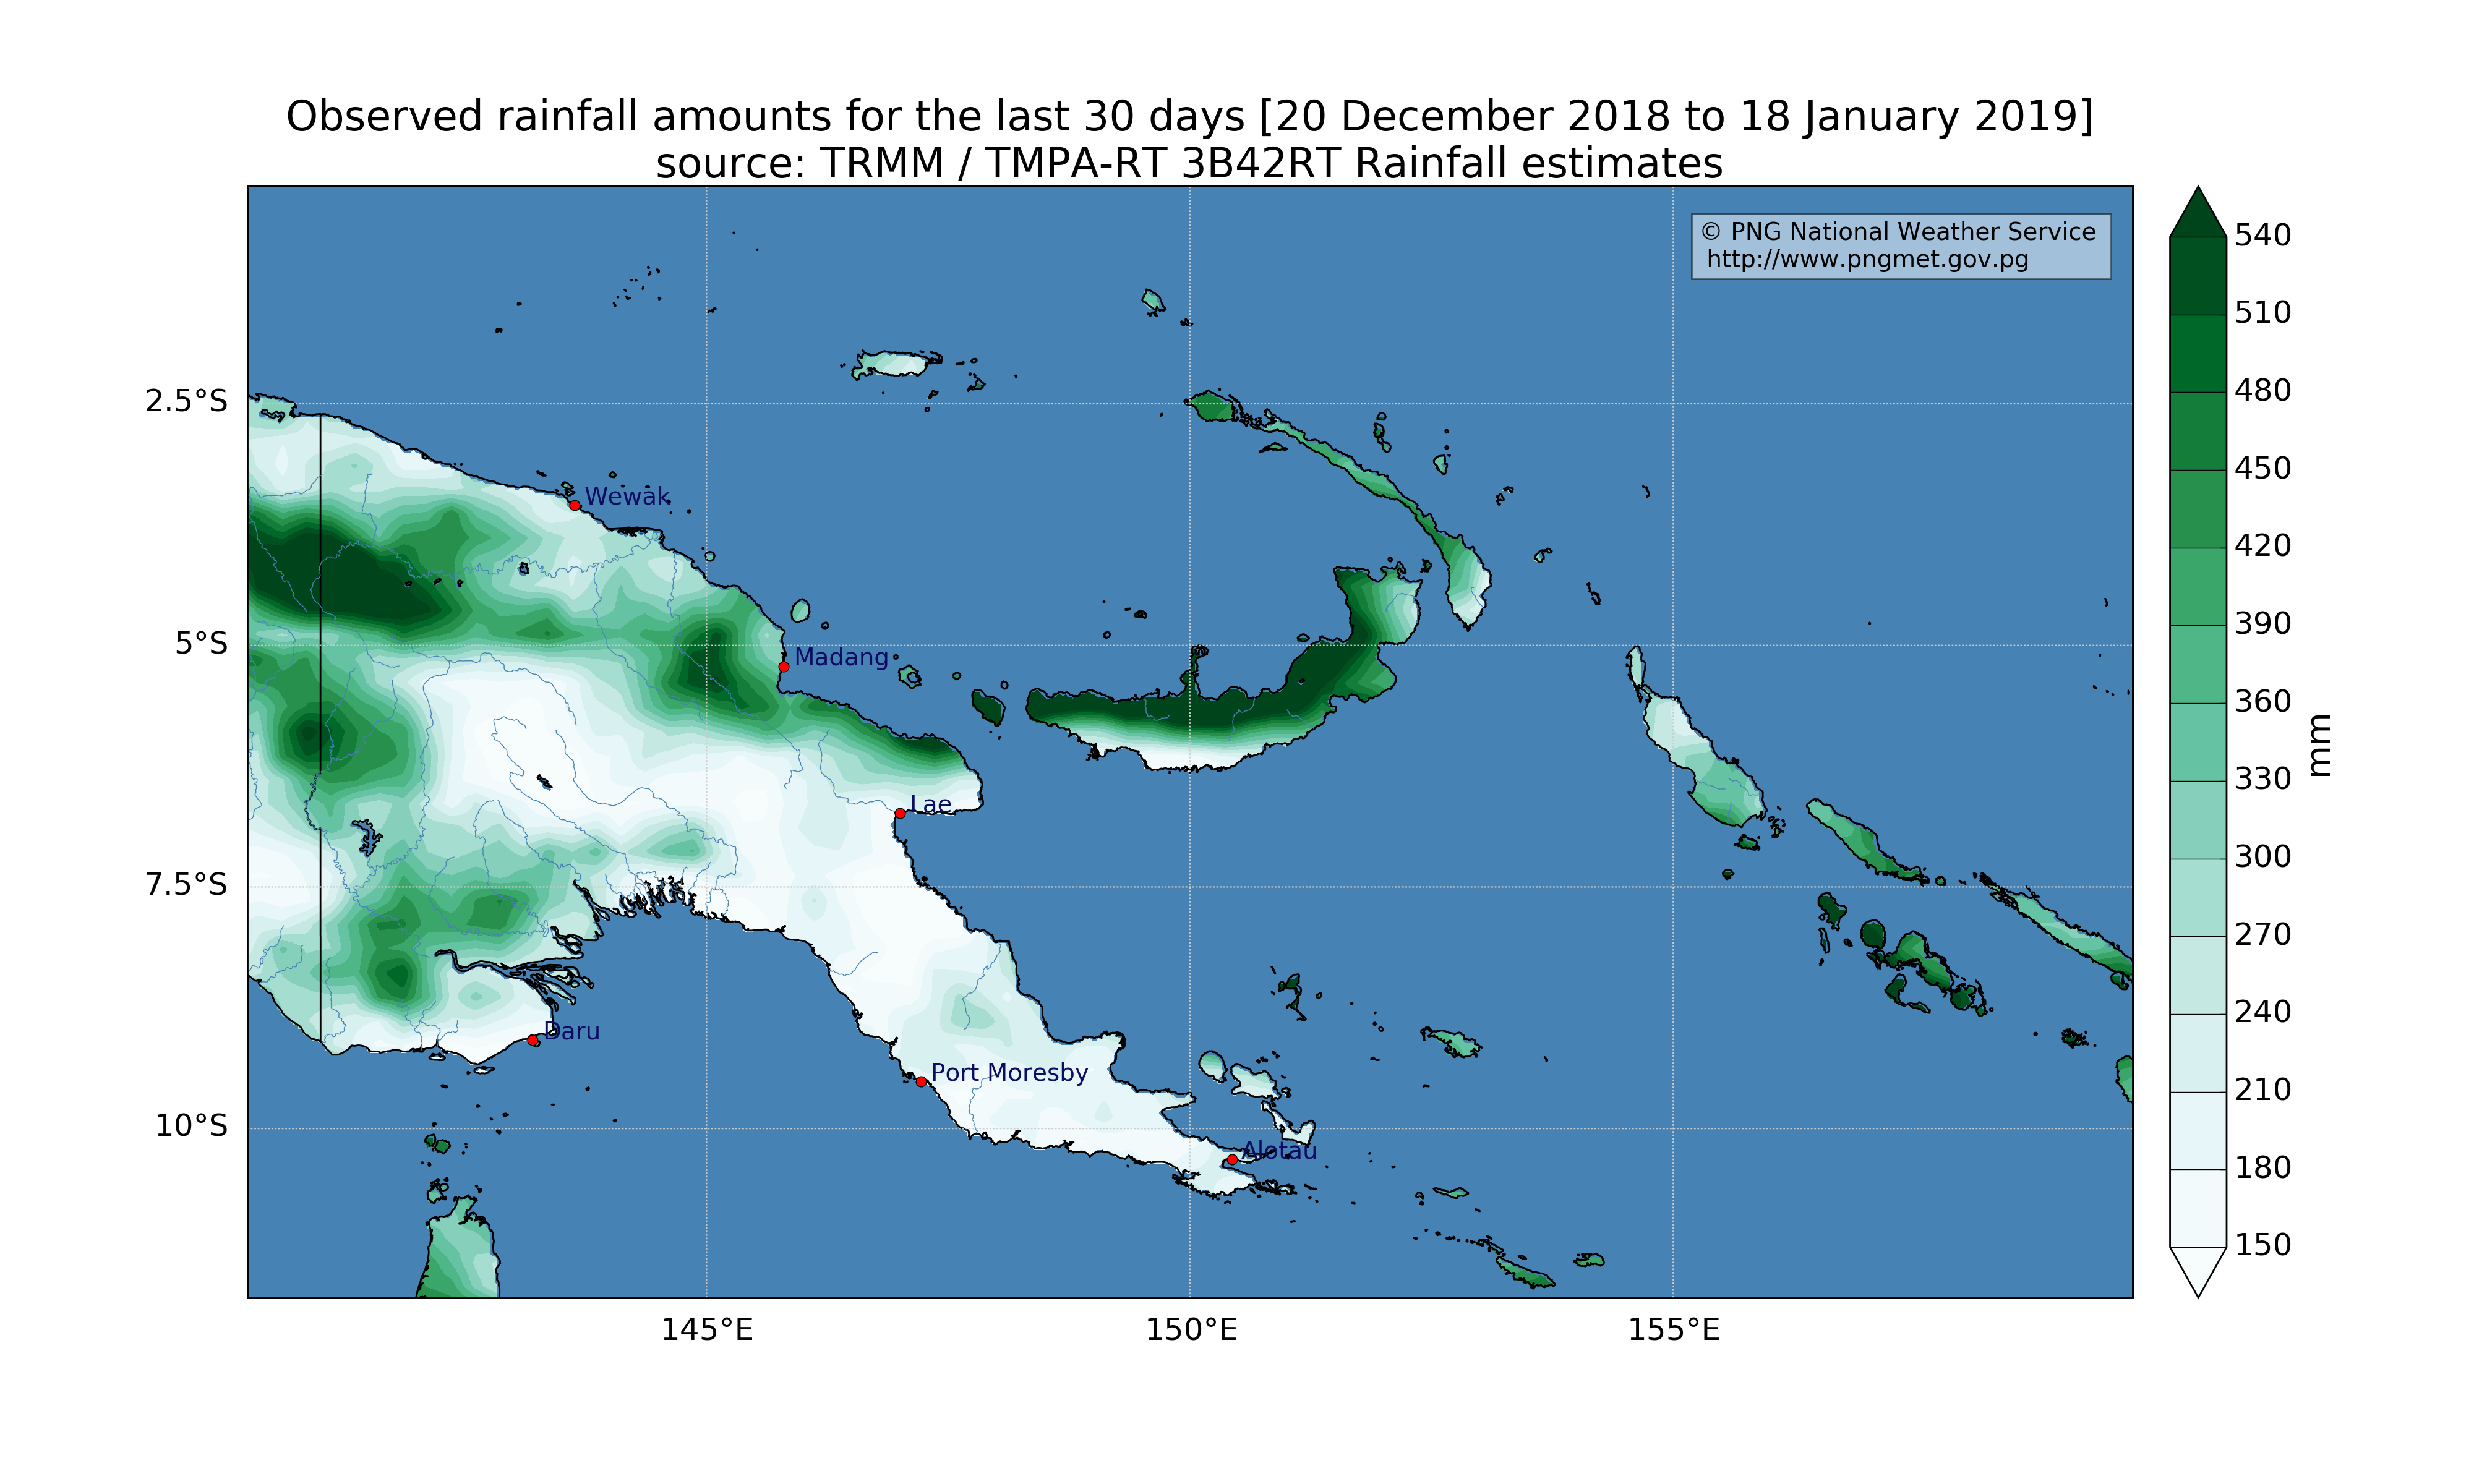 Observed rainfall amounts for the last 30 days [20 December 2018 to 18 January 2019]
source: TRMM / TMPA-RT 3B42RT Rainfall estimates
© PNG National Weather Service
http://www.pngmet.gov.pg
2.5°S
5°S
7.5°S
10°S
Wewak
Madang
Lae
Daru
Port Moresby
Alotau
145°E
150°E
155°E
540
510
480
450
420
390
360
330
300
270
240
210
180
150
mm